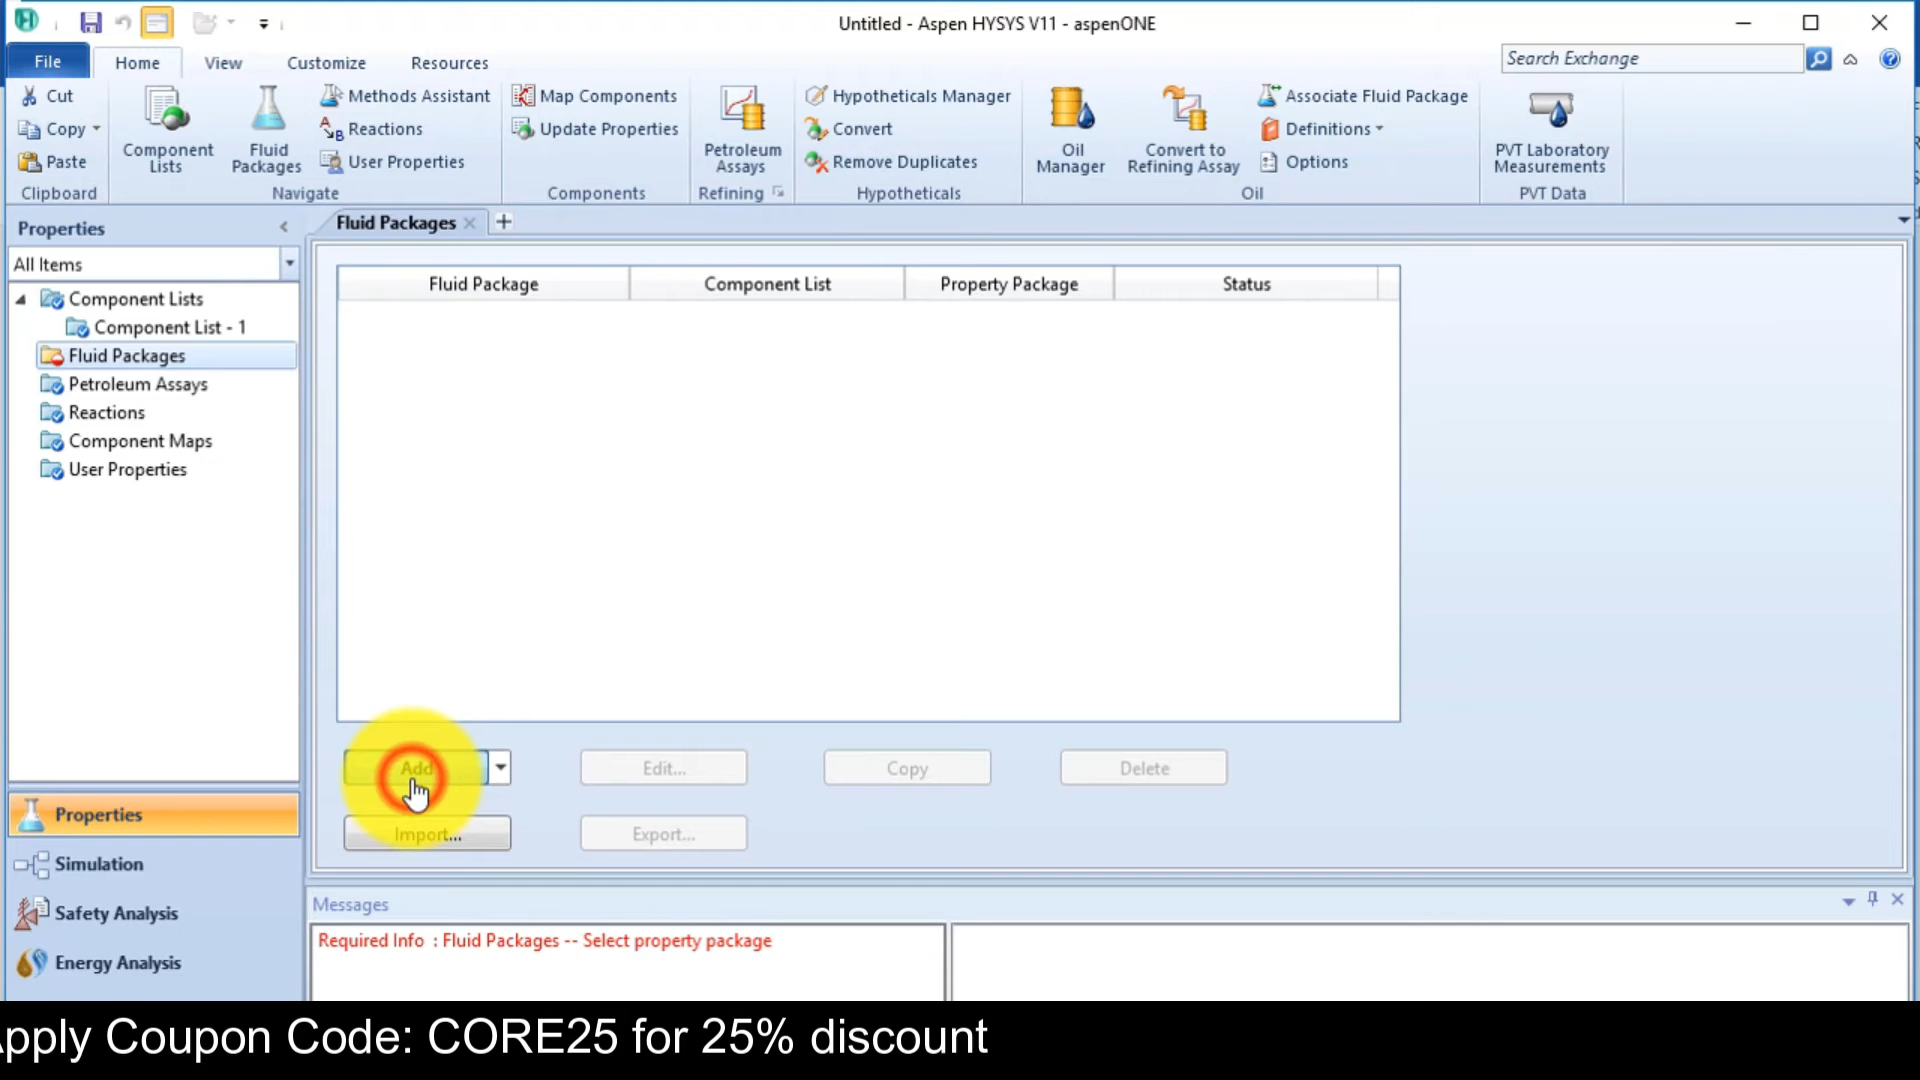 Untitled - Aspen HYSYS V11 - aspenONE
File Home View Customize Resources
Search Exchange
Cut
Copy
Paste
Clipboard
Component Lists
Fluid Packages
Methods Assistant
Reactions
User Properties
Navigate
Map Components
Update Properties
Components
Petroleum Assays
Refining
Hypotheticals Manager
Convert
Remove Duplicates
Hypotheticals
Oil Manager
Convert to Refining Assay
Associate Fluid Package
Definitions
Options
Oil
PVT Laboratory Measurements
PVT Data
Properties
All Items
Component Lists
Component List - 1
Fluid Packages
Petroleum Assays
Reactions
Component Maps
User Properties
Properties
Simulation
Safety Analysis
Energy Analysis
Fluid Packages
Fluid Package Component List Property Package Status
Add Edit... Copy Delete
Import... Export...
Messages
Required Info : Fluid Packages -- Select property package
pply Coupon Code: CORE25 for 25% discount